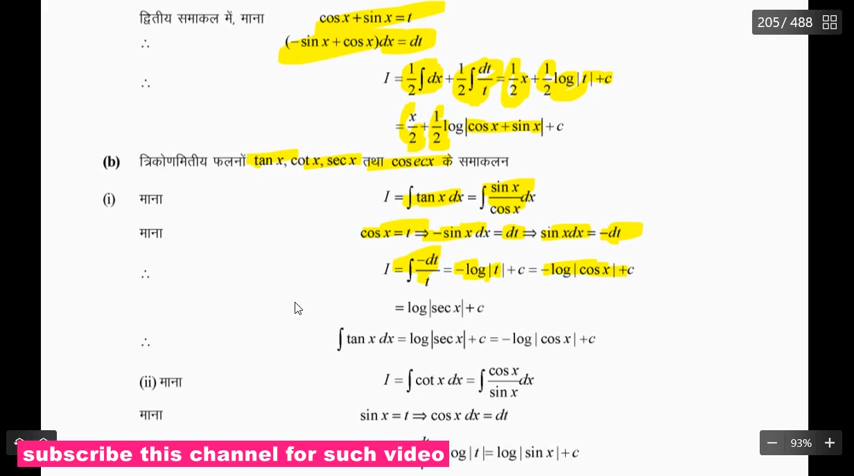 द्वितीय समाकल में, माना cos x + sin x = t
205 / 488
∴ (−sin x + cos x)dx = dt
∴ I = 1/2 ∫ dx + 1/2 ∫ dt/t = 1/2 x + 1/2 log|t| + c
= x/2 + 1/2 log|cos x + sin x| + c
(b) त्रिकोणमितीय फलनों tan x, cot x, sec x तथा cosecx के समाकलन
(i) माना I = ∫ tan x dx = ∫ sin x/cos x dx
माना cos x = t ⇒ −sin x dx = dt ⇒ sin xdx = −dt
∴ I = ∫ −dt/t = −log|t| + c = −log|cos x| + c
= log|sec x| + c
∴ ∫ tan x dx = log|sec x| + c = −log|cos x| + c
(ii) माना I = ∫ cot x dx = ∫ cos x/sin x dx
माना sin x = t ⇒ cos x dx = dt
93%
subscribe this channel for such video
og|t| = log|sin x| + c